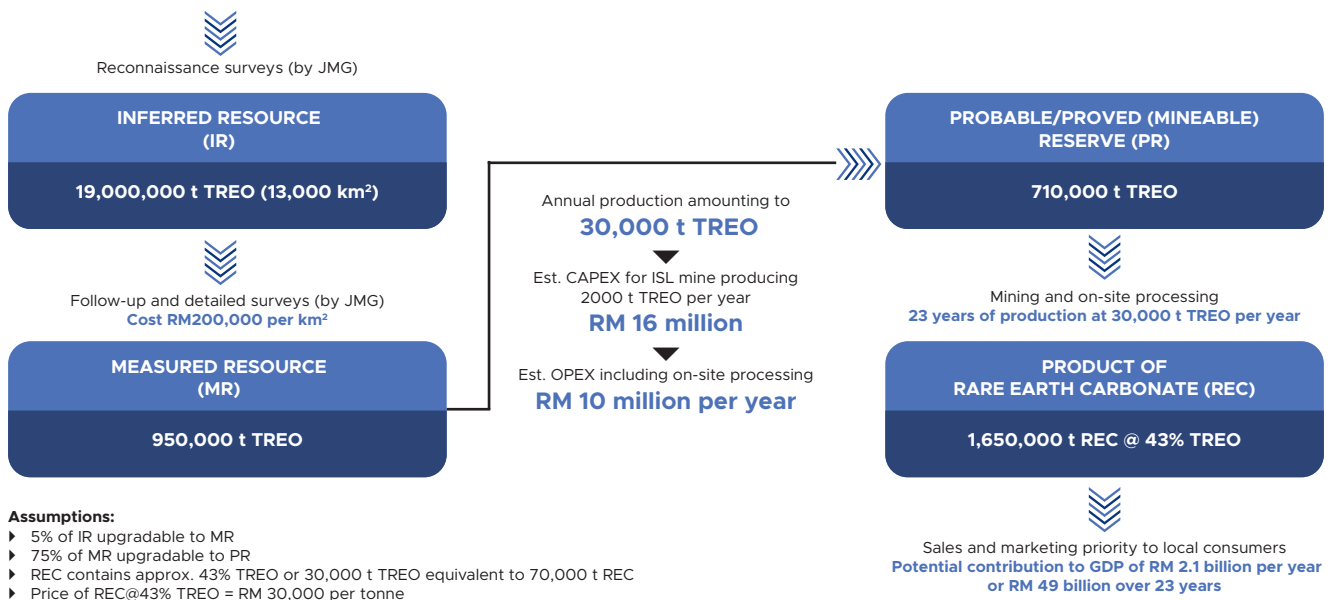 Reconnaissance surveys (by JMG)
INFERRED RESOURCE
(IR)
19,000,000 t TREO (13,000 km²)
Follow-up and detailed surveys (by JMG)
Cost RM200,000 per km²
MEASURED RESOURCE
(MR)
950,000 t TREO
Annual production amounting to
30,000 t TREO
Est. CAPEX for ISL mine producing
2000 t TREO per year
RM 16 million
Est. OPEX including on-site processing
RM 10 million per year
PROBABLE/PROVED (MINEABLE)
RESERVE (PR)
710,000 t TREO
Mining and on-site processing
23 years of production at 30,000 t TREO per year
PRODUCT OF
RARE EARTH CARBONATE (REC)
1,650,000 t REC @ 43% TREO
Sales and marketing priority to local consumers
Potential contribution to GDP of RM 2.1 billion per year
or RM 49 billion over 23 years
Assumptions:
5% of IR upgradable to MR
75% of MR upgradable to PR
REC contains approx. 43% TREO or 30,000 t TREO equivalent to 70,000 t REC
Price of REC@43% TREO = RM 30,000 per tonne